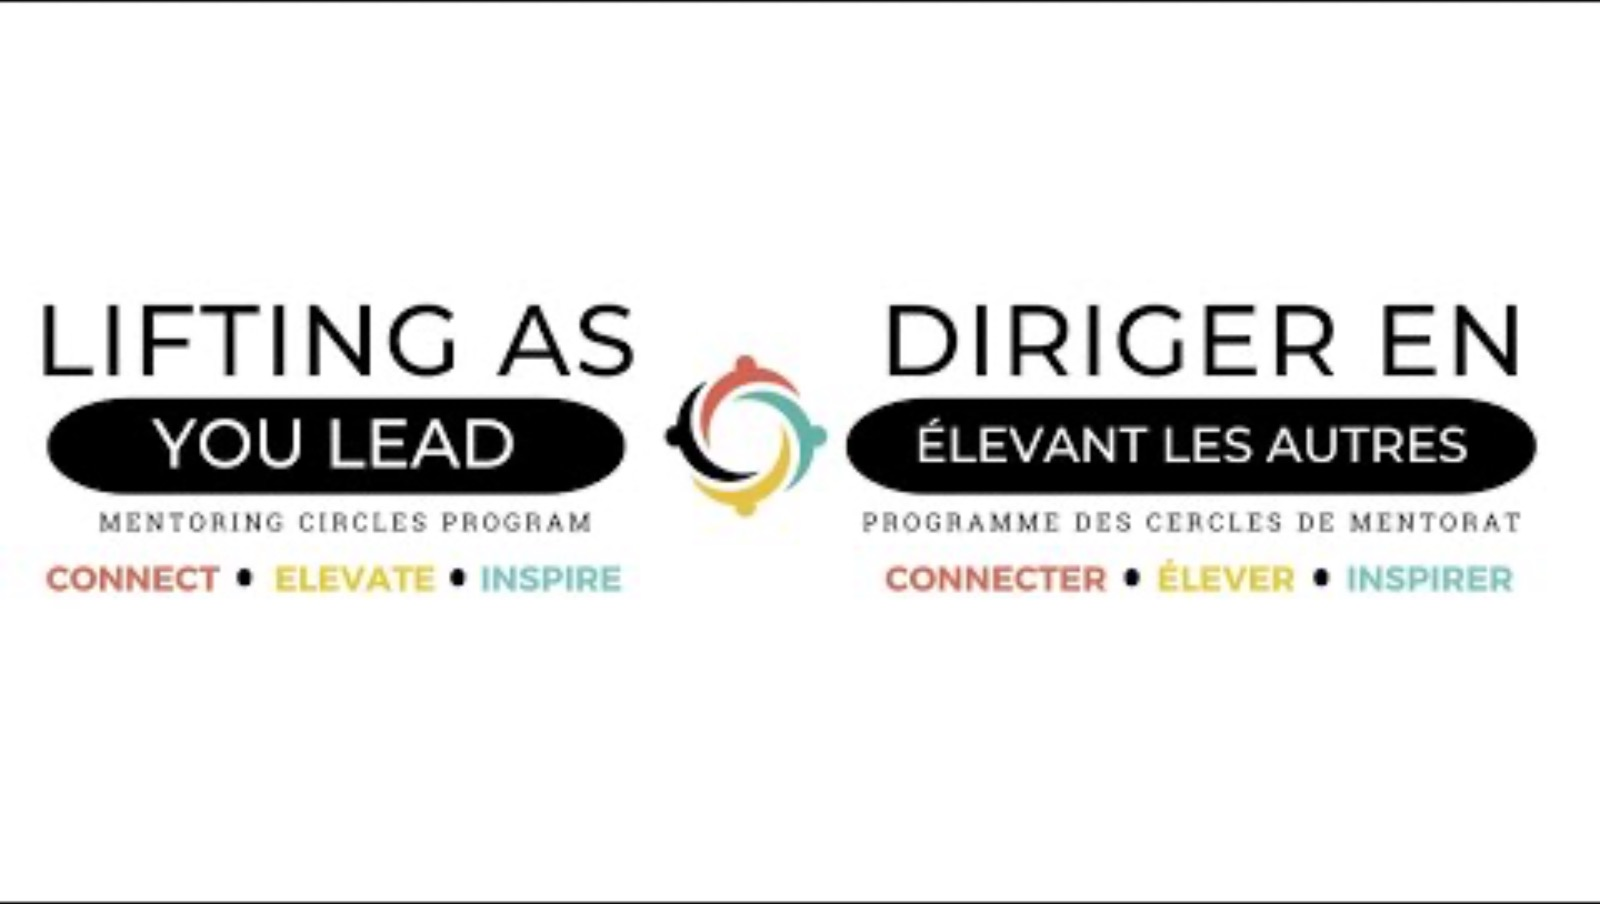 LIFTING AS
YOU LEAD
MENTORING CIRCLES PROGRAM
CONNECT • ELEVATE • INSPIRE
DIRIGER EN
ÉLEVANT LES AUTRES
PROGRAMME DES CERCLES DE MENTORAT
CONNECTER • ÉLEVER • INSPIRER